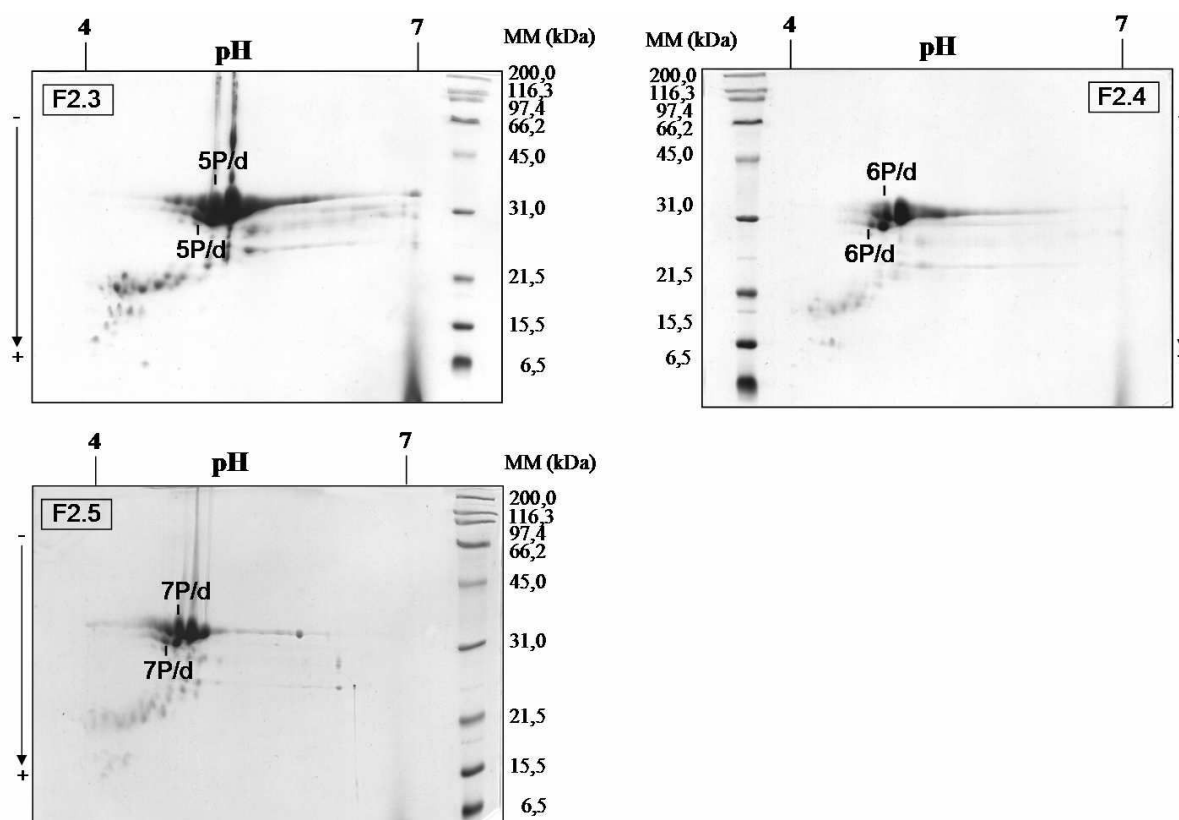 4 7
pH MM (kDa)
F2.3
200,0
116,3
97,4
66,2
45,0
31,0
21,5
15,5
6,5
-
+
5P/d
5P/d
4 7
MM (kDa) pH
F2.4
200,0
116,3
97,4
66,2
45,0
31,0
21,5
15,5
6,5
6P/d
6P/d
4 7
pH MM (kDa)
F2.5
200,0
116,3
97,4
66,2
45,0
31,0
21,5
15,5
6,5
-
+
7P/d
7P/d